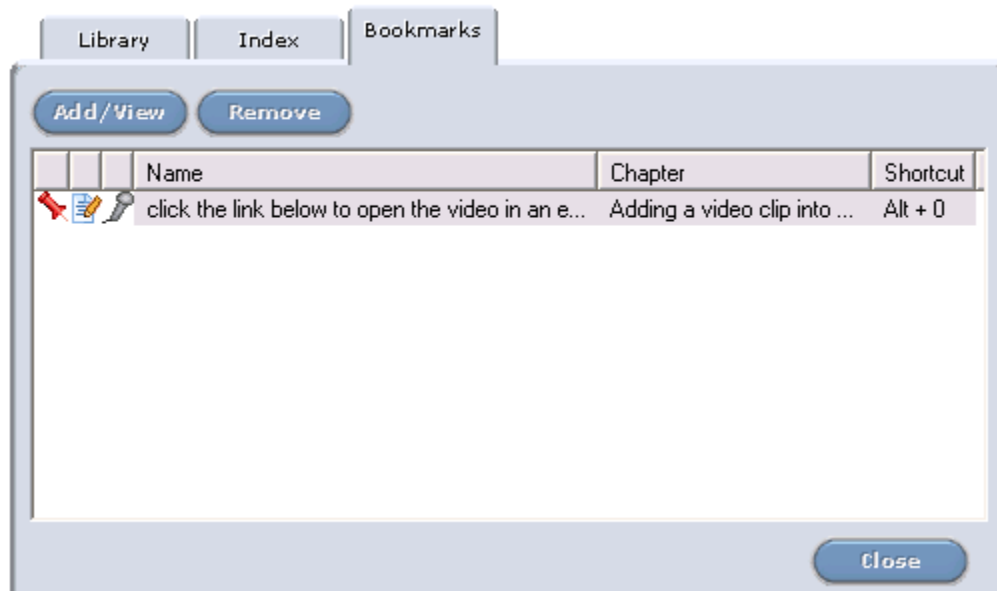 Library Index Bookmarks
Add/View Remove
Name Chapter Shortcut
click the link below to open the video in an e... Adding a video clip into ... Alt + 0
Close